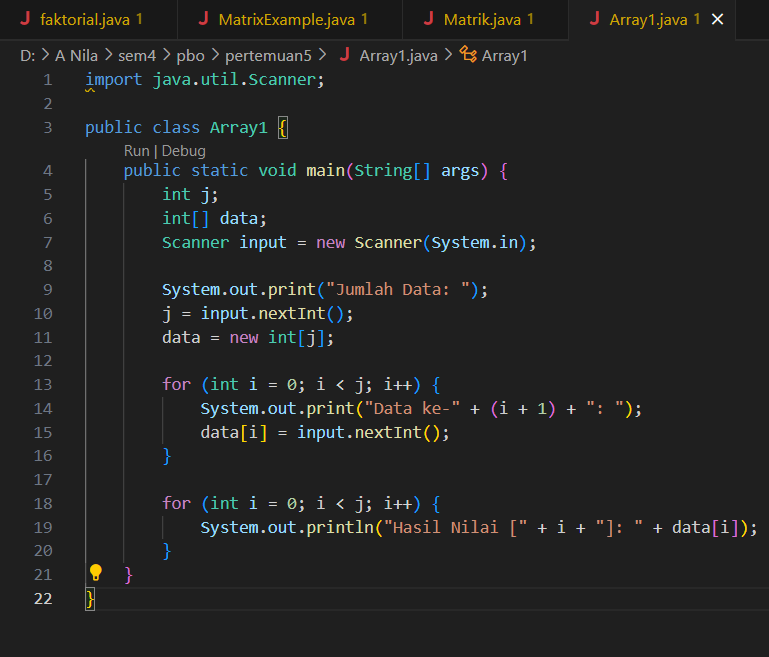 faktorial.java 1 MatrixExample.java 1 Matrik.java 1 Array1.java 1
D: > A Nila > sem4 > pbo > pertemuan5 > Array1.java > Array1
1 import java.util.Scanner;
2
3 public class Array1 {
Run | Debug
4 public static void main(String[] args) {
5 int j;
6 int[] data;
7 Scanner input = new Scanner(System.in);
8
9 System.out.print("Jumlah Data: ");
10 j = input.nextInt();
11 data = new int[j];
12
13 for (int i = 0; i < j; i++) {
14 System.out.print("Data ke-" + (i + 1) + ": ");
15 data[i] = input.nextInt();
16 }
17
18 for (int i = 0; i < j; i++) {
19 System.out.println("Hasil Nilai [" + i + "]: " + data[i]);
20 }
21 }
22 }